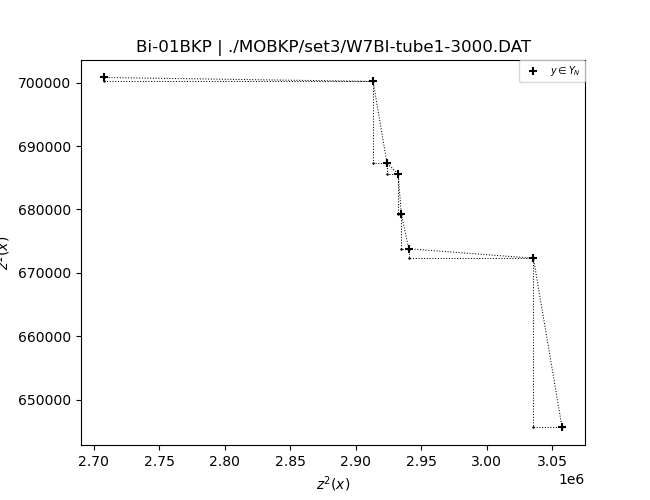 Bi-01BKP | ./MOBKP/set3/W7BI-tube1-3000.DAT
y ∈ Y_N
700000
690000
680000
670000
660000
650000
2.70 2.75 2.80 2.85 2.90 2.95 3.00 3.05
1e6
z²(x)